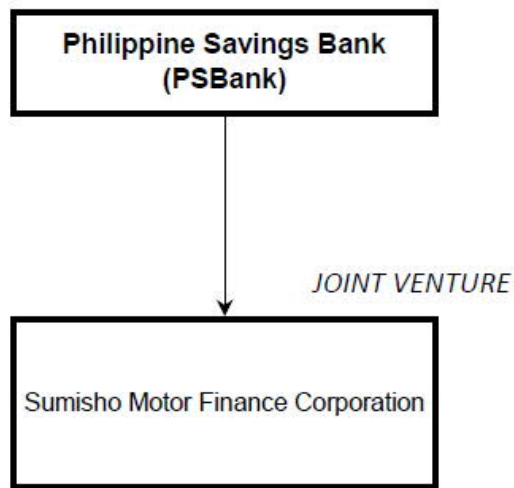 Philippine Savings Bank
(PSBank)
JOINT VENTURE
Sumisho Motor Finance Corporation